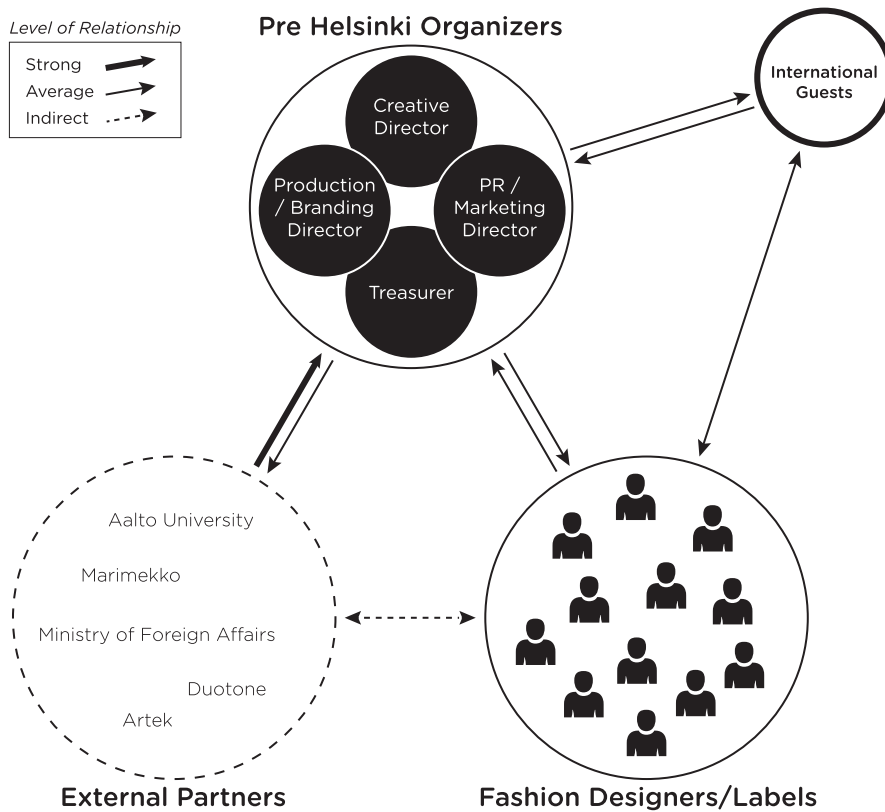 Level of Relationship
Strong
Average
Indirect
Pre Helsinki Organizers
Creative
Director
Production
/ Branding
Director
PR /
Marketing
Director
Treasurer
International
Guests
Aalto University
Marimekko
Ministry of Foreign Affairs
Duotone
Artek
External Partners
Fashion Designers/Labels